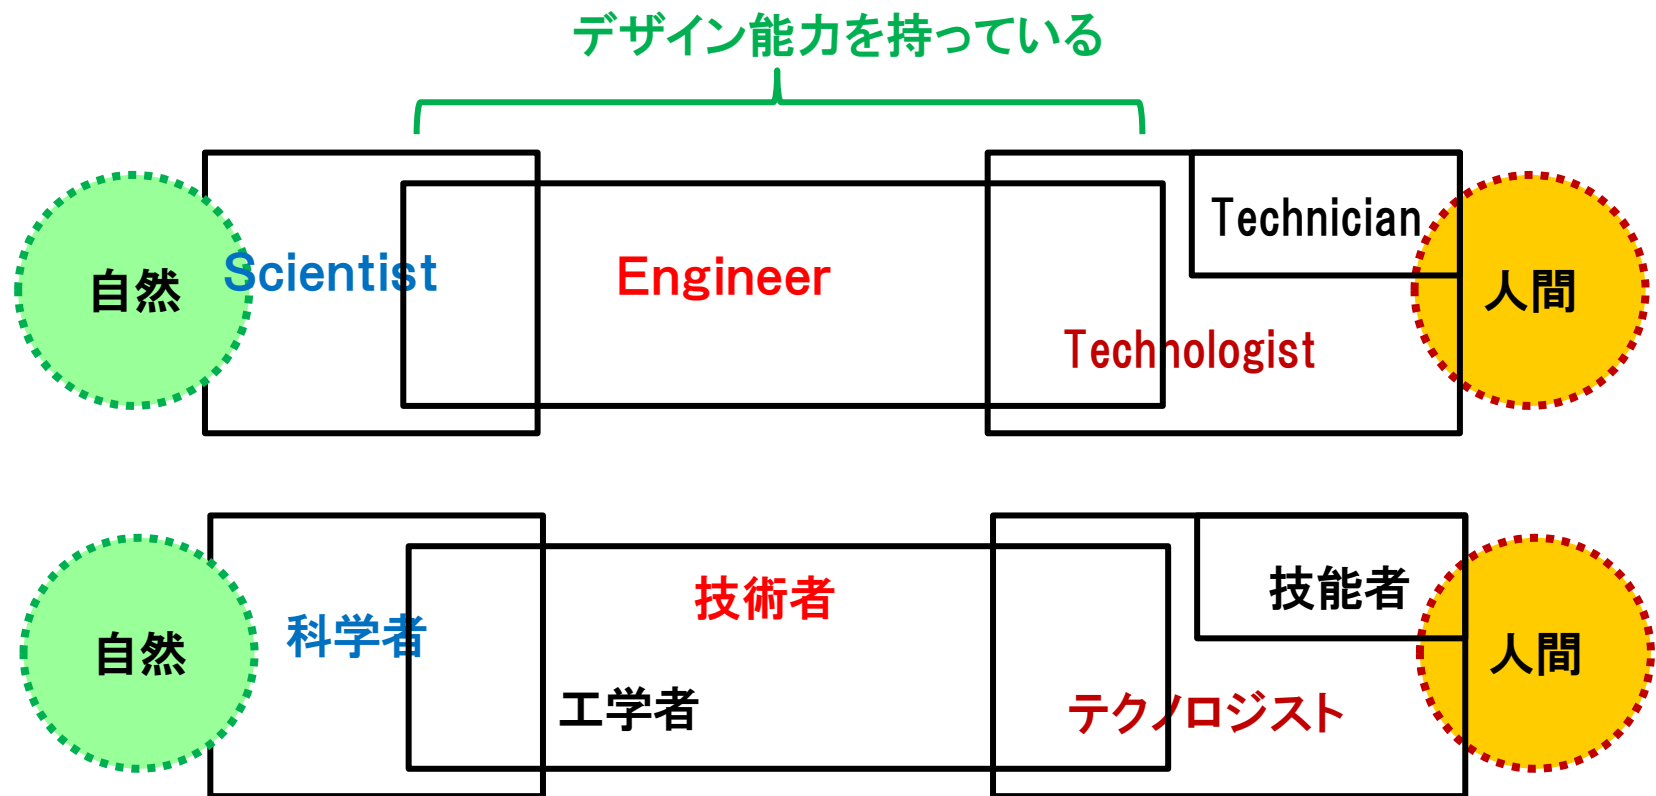 デザイン能力を持っている
自然
Scientist
Engineer
Technician
Technologist
人間
自然
科学者
技術者
工学者
技能者
テクノロジスト
人間